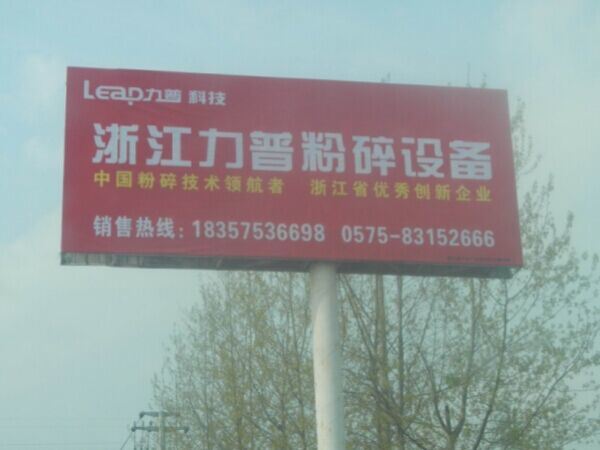 Leap力普 科技
浙江力普粉碎设备
中国粉碎技术领航者 浙江省优秀创新企业
销售热线：18357536698 0575-83152666